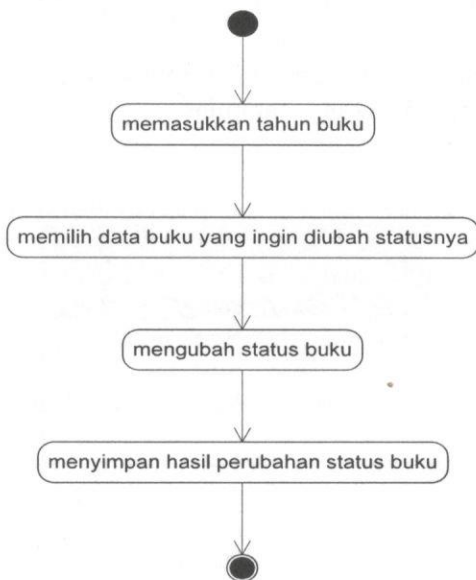 memasukkan tahun buku
memilih data buku yang ingin diubah statusnya
mengubah status buku
menyimpan hasil perubahan status buku